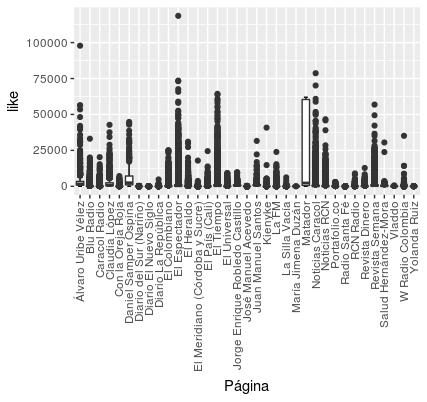 like
100000
75000
50000
25000
0
Álvaro Uribe Vélez
Blu Radio
Caracol Radio
Claudia López
Con la Oreja Roja
Daniel Samper Ospina
Diario del Sur (Nariño)
Diario El Nuevo Siglo
Diario La República
El Colombiano
El Espectador
El Heraldo
El Meridiano (Córdoba y Sucre)
El País (Cali)
El Tiempo
El Universal
Jorge Enrique Robledo Castillo
José Manuel Acevedo
Juan Manuel Santos
Kienyke
La FM
La Silla Vacía
María Jimena Duzán
Matador
Noticias Caracol
Noticias RCN
Portafolio.co
Radio Santa Fe
RCN Radio
Revista Dinero
Revista Semana
Salud Hernández-Mora
Vladdo
W Radio Colombia
Yolanda Ruiz
Página